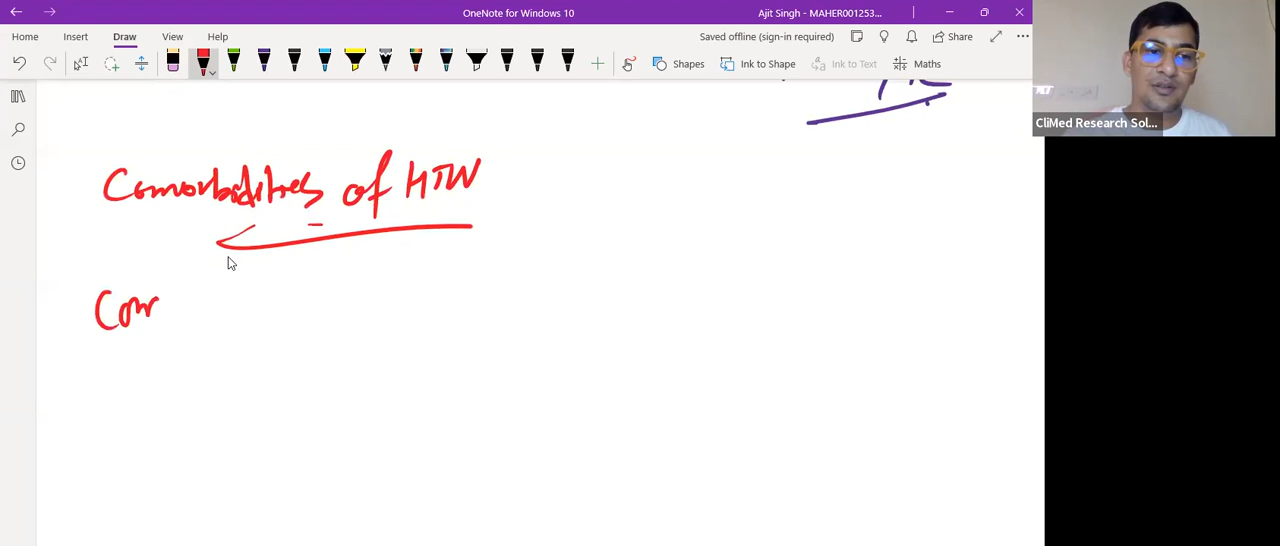 OneNote for Windows 10
Ajit Singh - MAHER001253...
Home Insert Draw View Help
Saved offline (sign-in required)
Share
Shapes
Ink to Shape
Ink to Text
Maths
CliMed Research Sol...
Comorbidities of HTN
Com